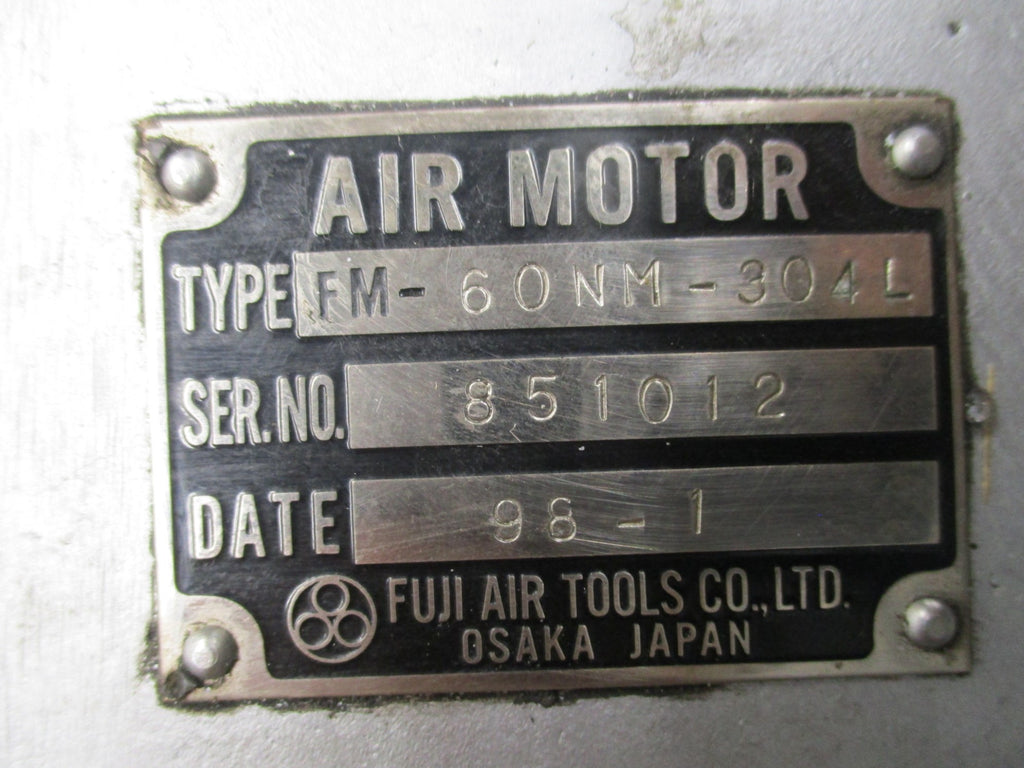 AIR MOTOR
TYPE FM-60NM-304L
SER. NO. 851012
DATE 98-1
FUJI AIR TOOLS CO., LTD.
OSAKA JAPAN